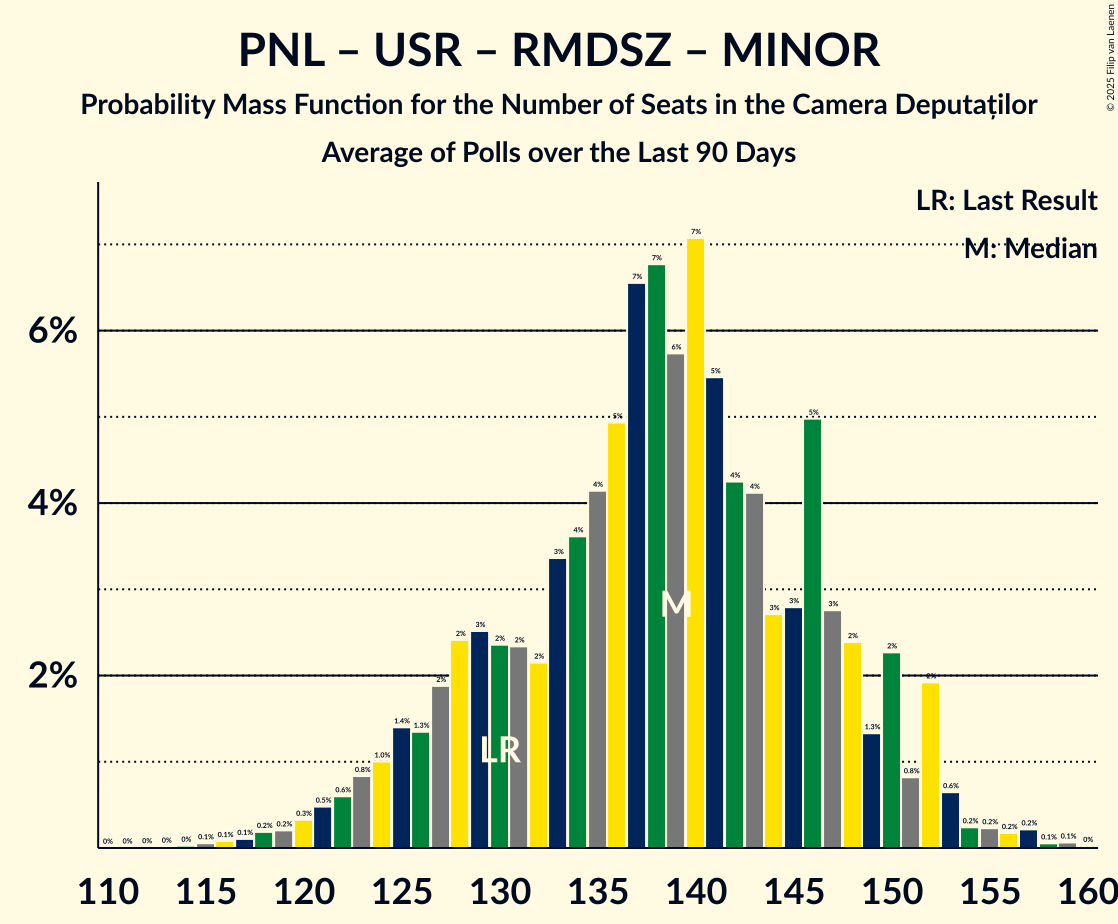 PNL – USR – RMDSZ – MINOR
Probability Mass Function for the Number of Seats in the Camera Deputaților
Average of Polls over the Last 90 Days
© 2025 Filip van Laenen
LR: Last Result
M: Median
6%
4%
2%
0% 0% 0% 0% 0% 0.1% 0.1% 0.1% 0.2% 0.2% 0.3% 0.5% 0.6% 0.8% 1.0% 1.4% 1.3% 2% 2% 3% 2% 2% 2% 3% 4% 4% 5% 7% 7% 6% 7% 5% 4% 4% 3% 3% 5% 3% 2% 1.3% 2% 0.8% 2% 0.6% 0.2% 0.2% 0.2% 0.2% 0.1% 0.1% 0%
M
LR
110 115 120 125 130 135 140 145 150 155 160